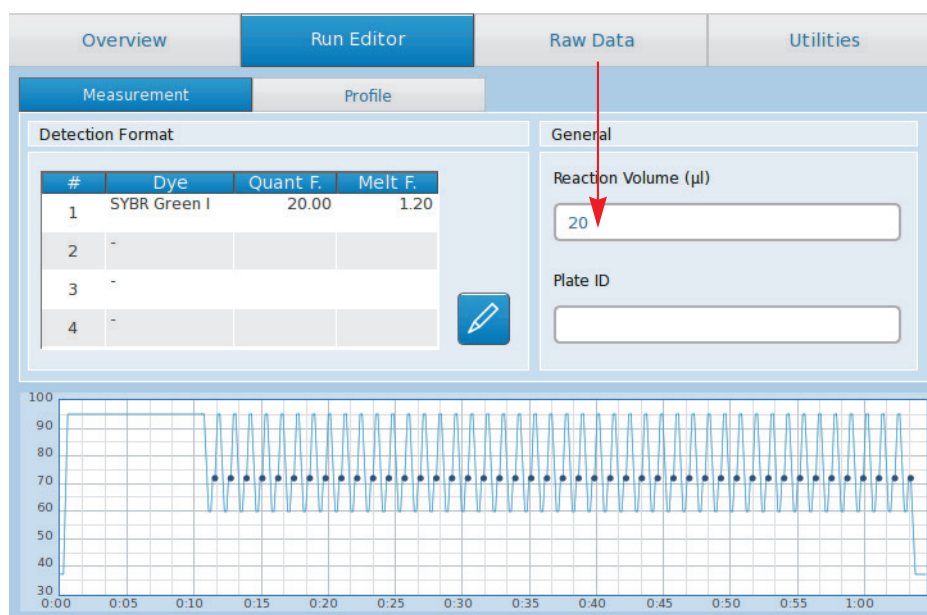 Overview Run Editor Raw Data Utilities
Measurement Profile
Detection Format
# Dye Quant F. Melt F.
1 SYBR Green I 20.00 1.20
2 -
3 -
4 -
General
Reaction Volume (µl)
20
Plate ID
100
90
80
70
60
50
40
30
0:00 0:05 0:10 0:15 0:20 0:25 0:30 0:35 0:40 0:45 0:50 0:55 1:00